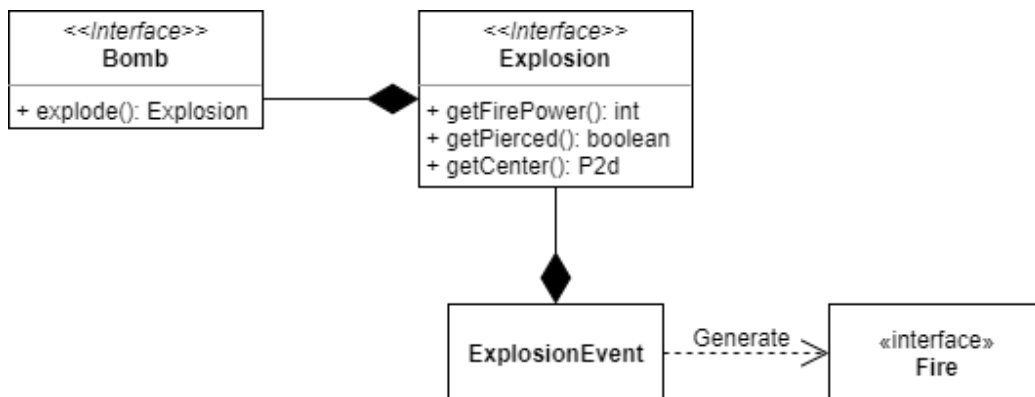 <<Interface>>
Bomb
+ explode(): Explosion
<<Interface>>
Explosion
+ getFirePower(): int
+ getPierced(): boolean
+ getCenter(): P2d
ExplosionEvent
Generate
«interface»
Fire